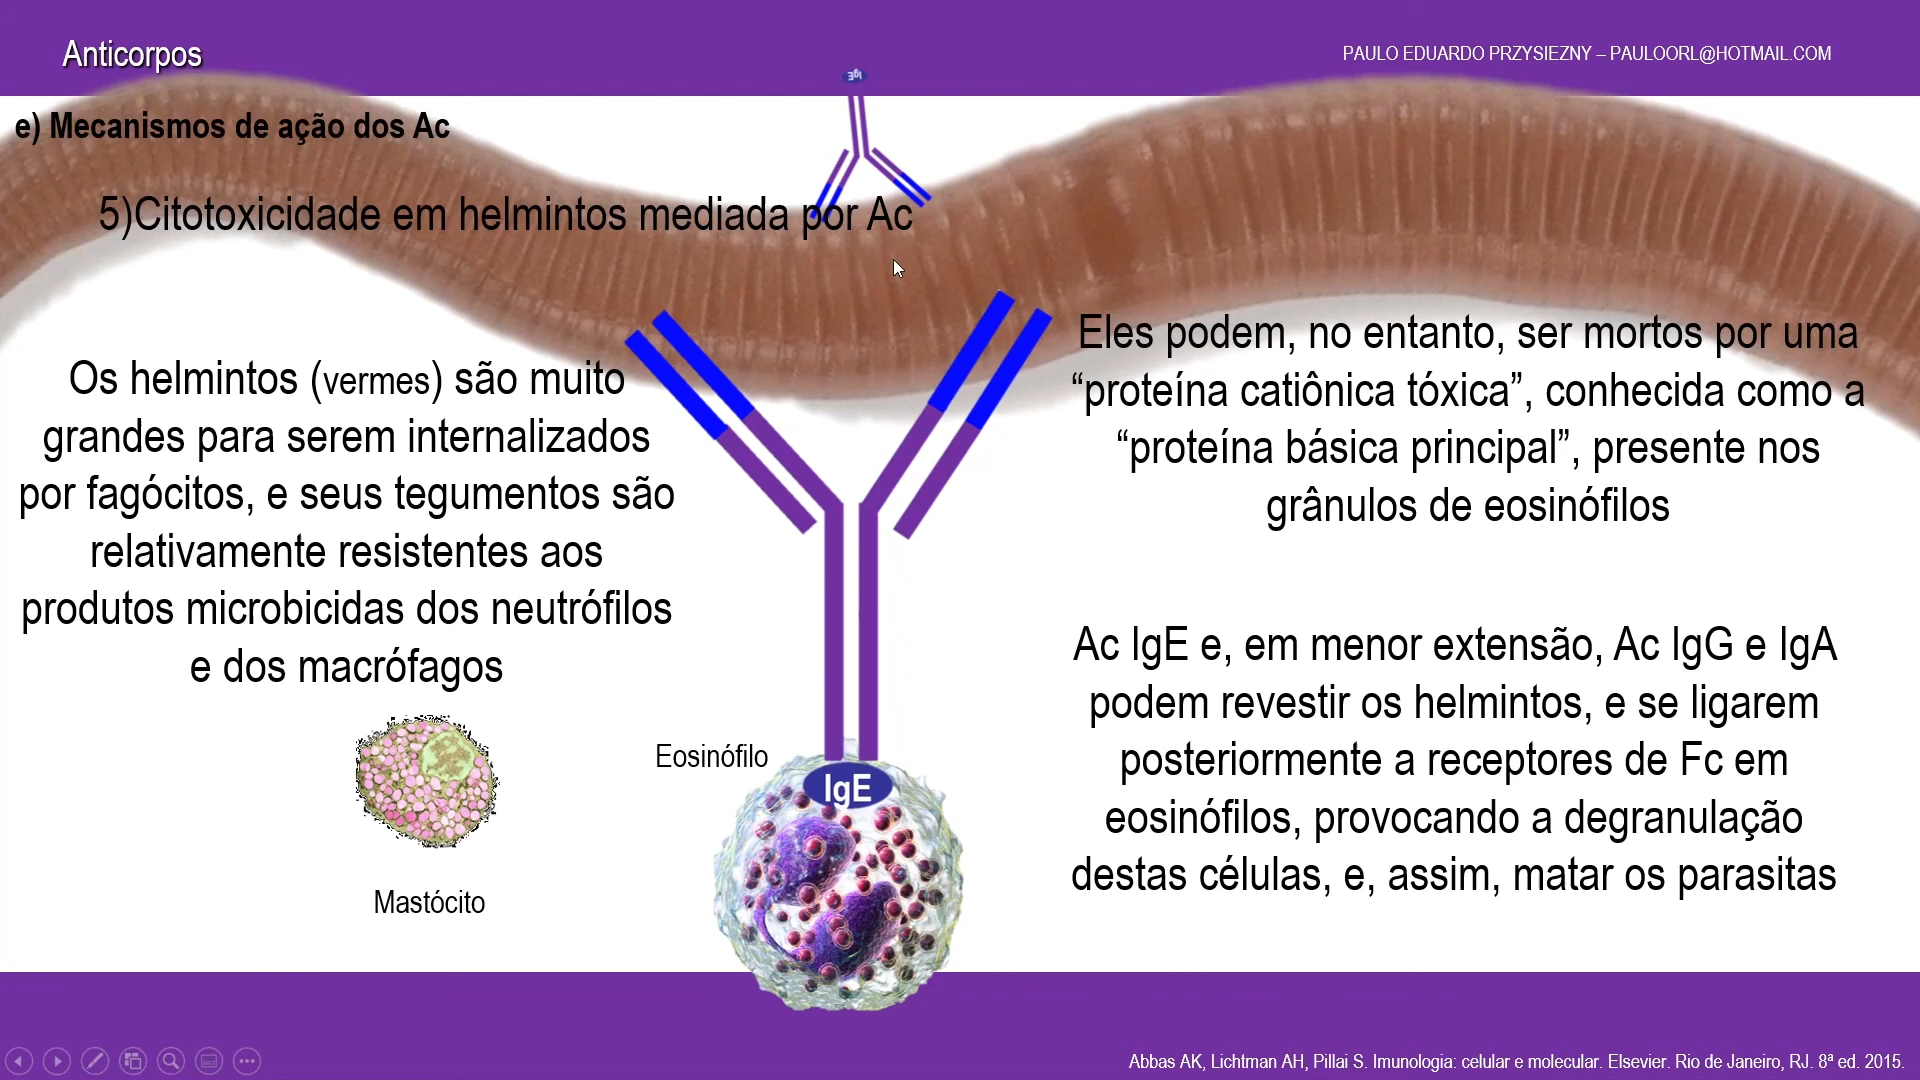 Anticorpos
PAULO EDUARDO PRZYSIEZNY – PAULOORL@HOTMAIL.COM
IgE
e) Mecanismos de ação dos Ac
5)Citotoxicidade em helmintos mediada por Ac
Os helmintos (vermes) são muito
grandes para serem internalizados
por fagócitos, e seus tegumentos são
relativamente resistentes aos
produtos microbicidas dos neutrófilos
e dos macrófagos
Eles podem, no entanto, ser mortos por uma
“proteína catiônica tóxica”, conhecida como a
“proteína básica principal”, presente nos
grânulos de eosinófilos
Ac IgE e, em menor extensão, Ac IgG e IgA
podem revestir os helmintos, e se ligarem
posteriormente a receptores de Fc em
eosinófilos, provocando a degranulação
destas células, e, assim, matar os parasitas
Eosinófilo
IgE
Mastócito
Abbas AK, Lichtman AH, Pillai S. Imunologia: celular e molecular. Elsevier. Rio de Janeiro, RJ. 8ª ed. 2015.